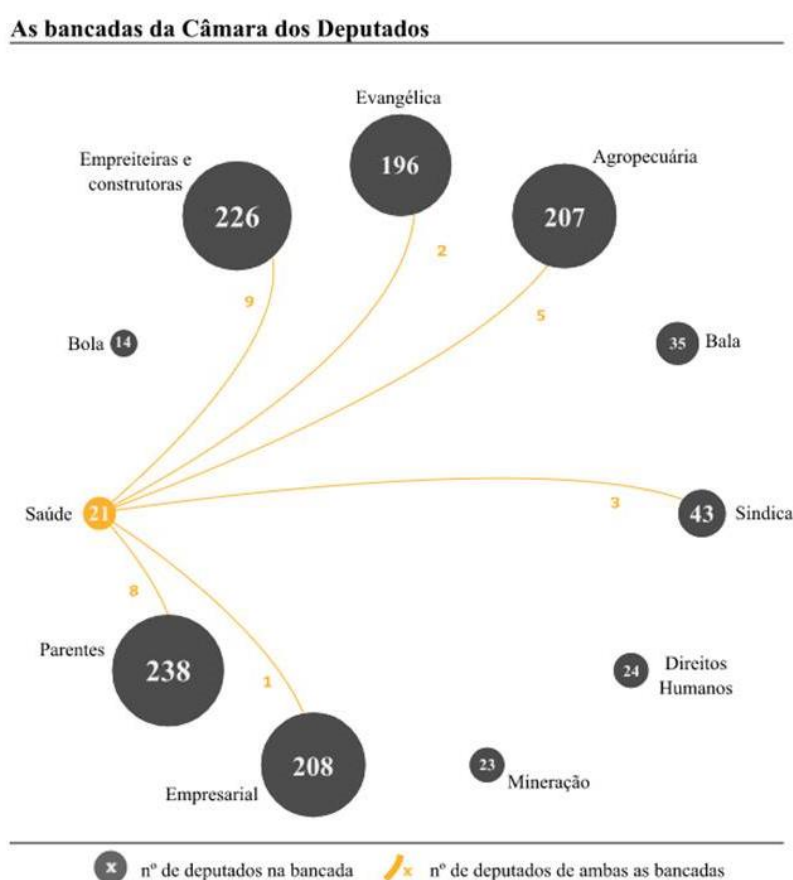 As bancadas da Câmara dos Deputados
Evangélica
196
Empreiteiras e
construtoras
226
Agropecuária
207
2
9
5
Bola
14
35
Bala
Saúde
21
3
43
Sindica
8
Parentes
238
1
24
Direitos
Humanos
Empresarial
208
23
Mineração
x
nº de deputados na bancada
x
nº de deputados de ambas as bancadas